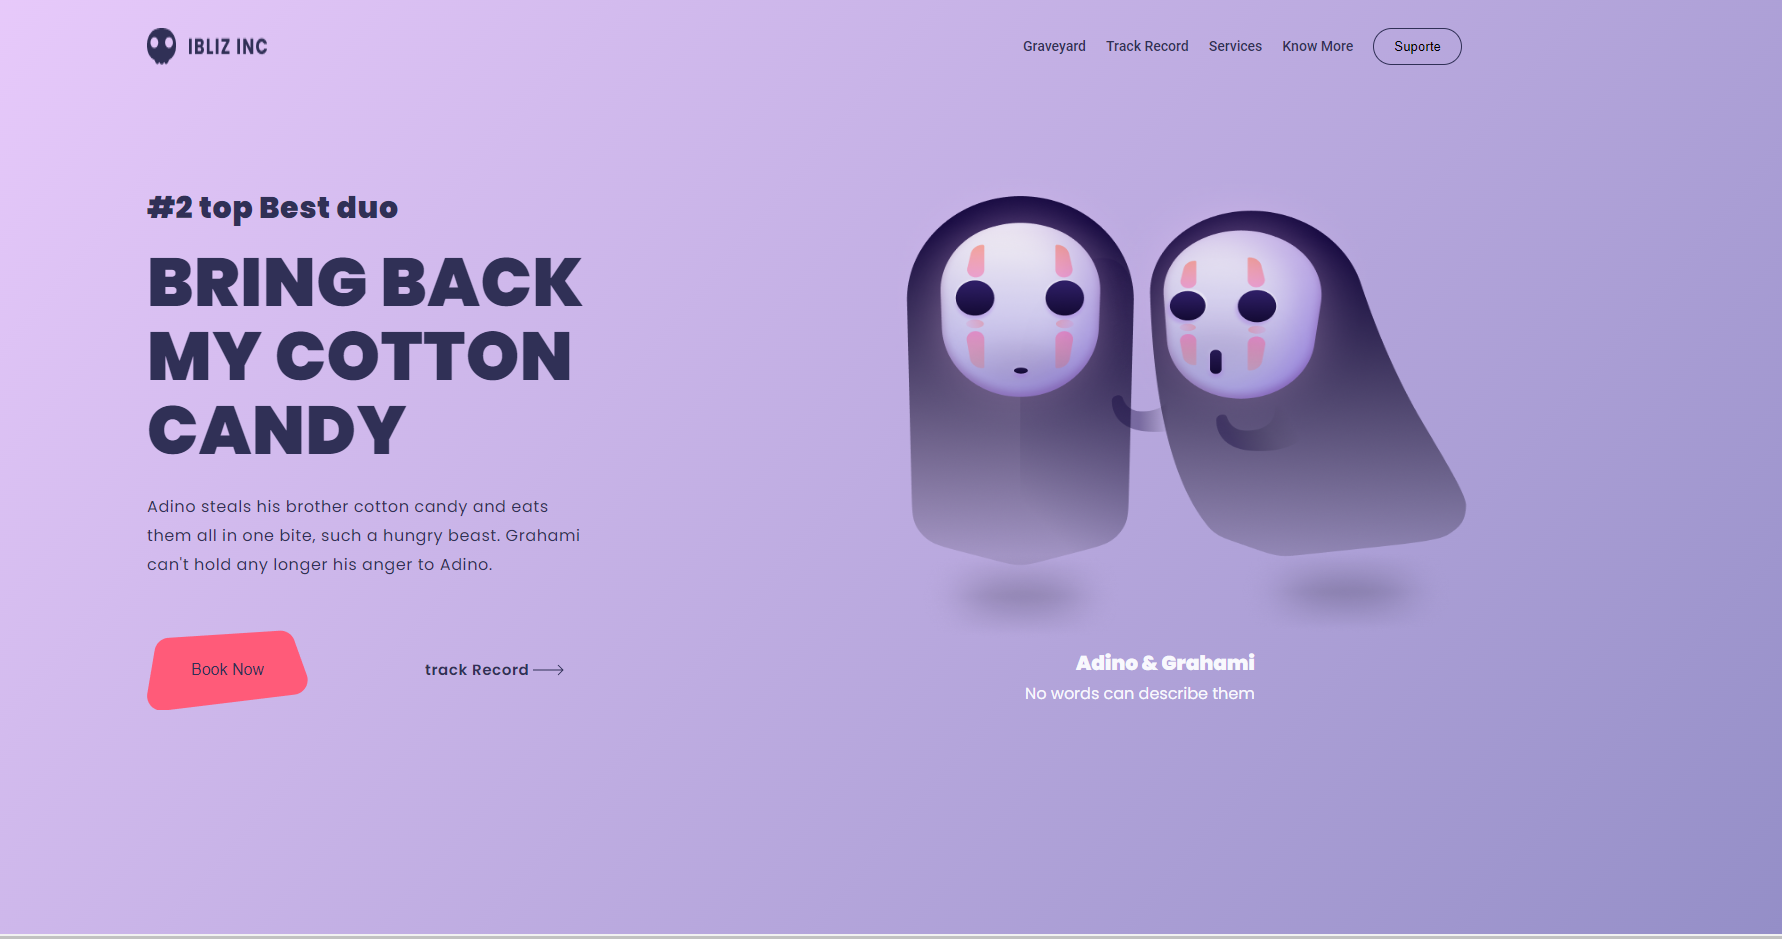 IBLIZ INC
Graveyard Track Record Services Know More Suporte
#2 top Best duo
BRING BACK
MY COTTON
CANDY
Adino steals his brother cotton candy and eats
them all in one bite, such a hungry beast. Grahami
can't hold any longer his anger to Adino.
Book Now
track Record
Adino & Grahami
No words can describe them